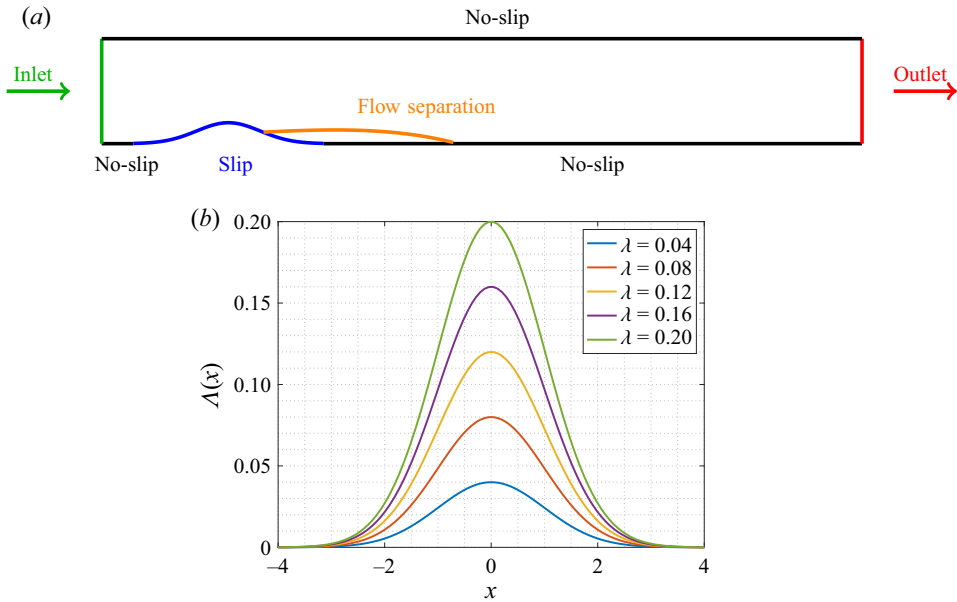 (a)
No-slip
Inlet
Outlet
Flow separation
No-slip
Slip
No-slip
(b)
0.20
λ = 0.04
λ = 0.08
0.15
λ = 0.12
λ = 0.16
λ = 0.20
Λ(x)
0.10
0.05
0
−4
−2
0
2
4
x